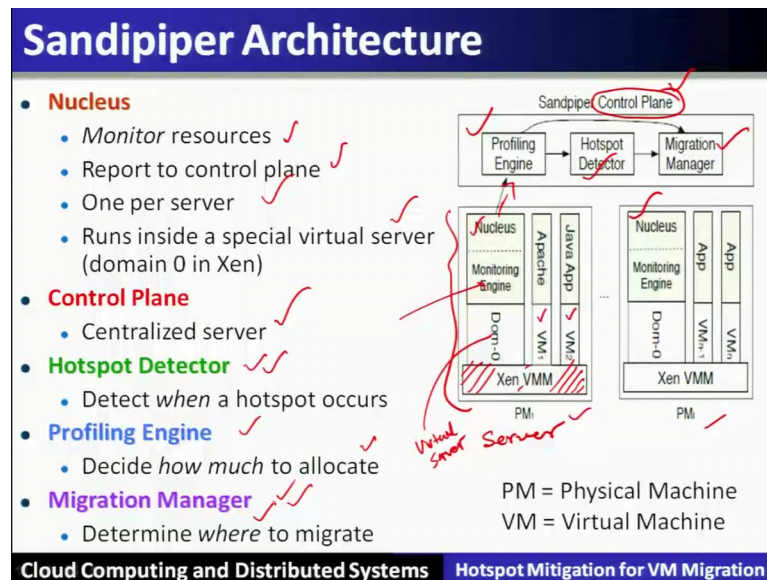 Sandipiper Architecture
• Nucleus
• Monitor resources
• Report to control plane
• One per server
• Runs inside a special virtual server
(domain 0 in Xen)
• Control Plane
• Centralized server
• Hotspot Detector
• Detect when a hotspot occurs
• Profiling Engine
• Decide how much to allocate
• Migration Manager
• Determine where to migrate
Sandpiper Control Plane
Profiling
Engine
Hotspot
Detector
Migration
Manager
Nucleus
Monitoring
Engine
Dom-0
Apache
VM1
Java App
VM2
Xen VMM
PM1
...
Nucleus
Monitoring
Engine
Dom-0
App
VMn-1
App
VMn
Xen VMM
Virtual
Server
Server
PM = Physical Machine
VM = Virtual Machine
Cloud Computing and Distributed Systems
Hotspot Mitigation for VM Migration